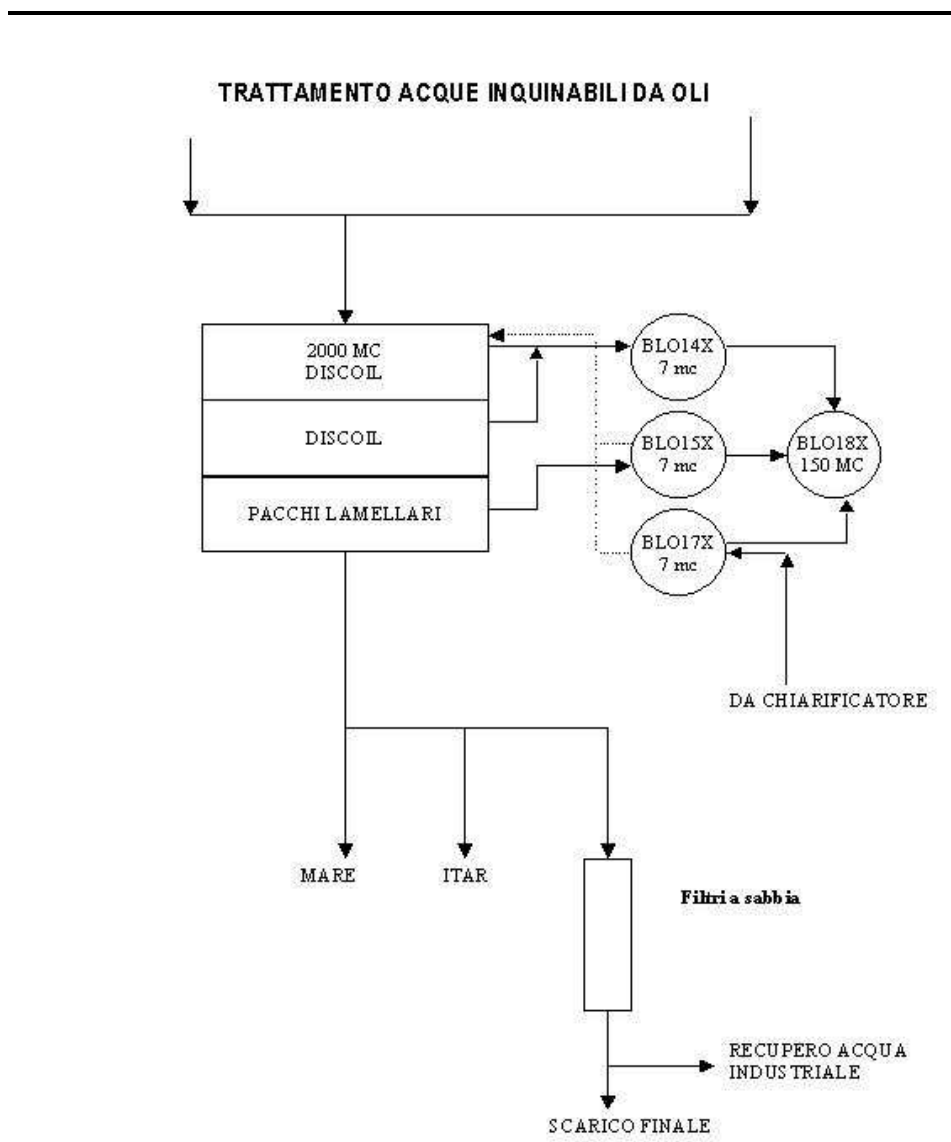 TRATTAMENTO ACQUE INQUINABILI DA OLI
2000 MC
DISCOIL
DISCOIL
PACCHI LAMELLARI
BLO14X
7 mc
BLO15X
7 mc
BLO18X
150 MC
BLO17X
7 mc
DA CHIARIFICATORE
MARE
ITAR
Filtri a sabbia
RECUPERO ACQUA
INDUSTRIALE
SCARICO FINALE